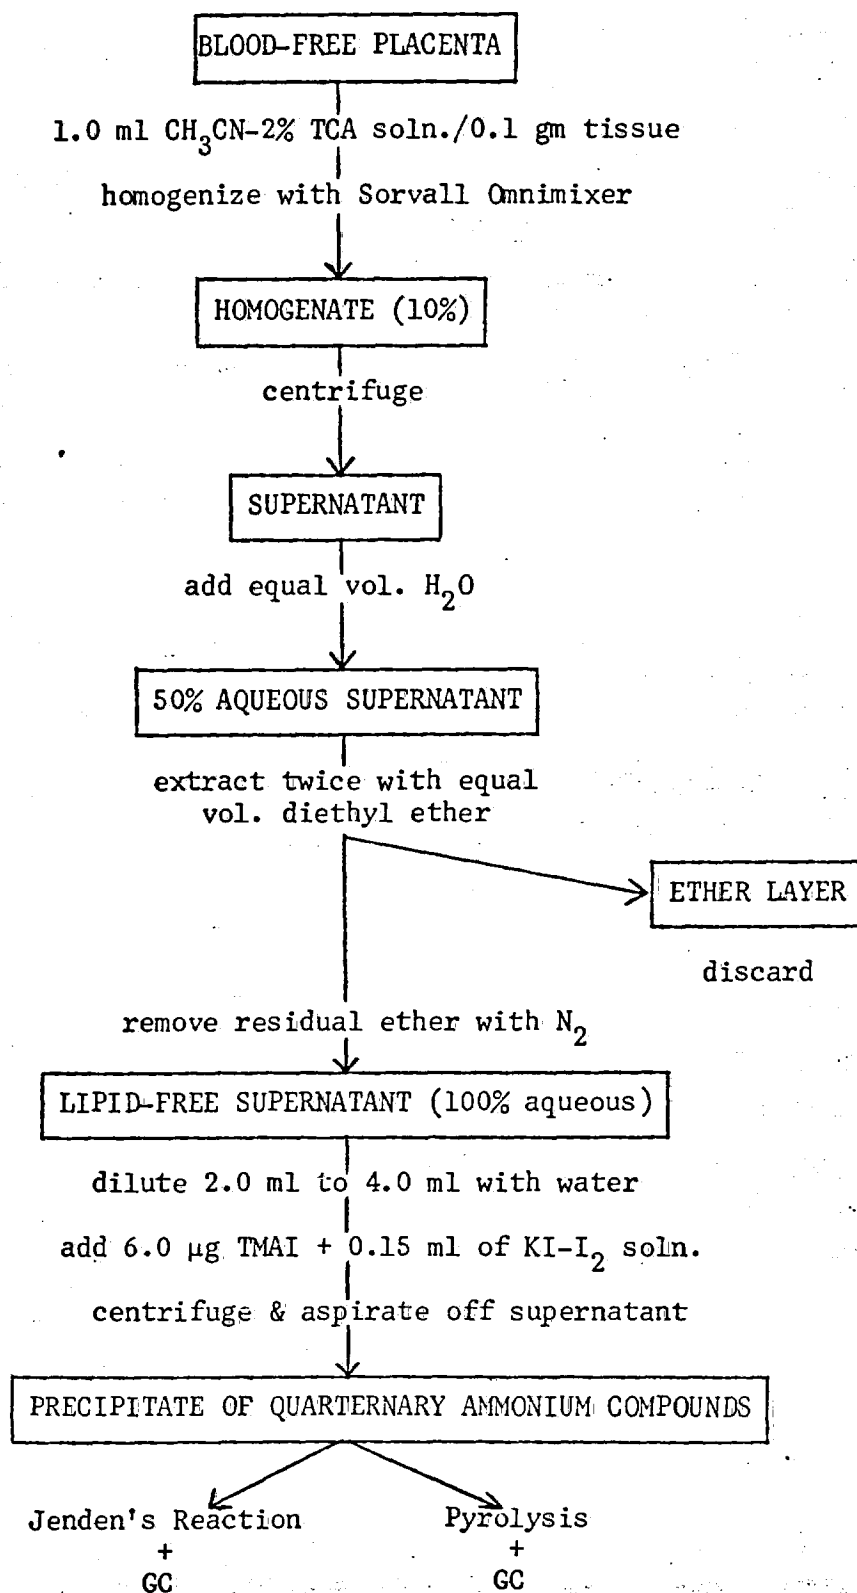 BLOOD-FREE PLACENTA
1.0 ml CH₃CN-2% TCA soln./0.1 gm tissue
homogenize with Sorvall Omnimixer
HOMOGENATE (10%)
centrifuge
SUPERNATANT
add equal vol. H₂O
50% AQUEOUS SUPERNATANT
extract twice with equal
vol. diethyl ether
ETHER LAYER
discard
remove residual ether with N₂
LIPID-FREE SUPERNATANT (100% aqueous)
dilute 2.0 ml to 4.0 ml with water
add 6.0 µg TMAI + 0.15 ml of KI-I₂ soln.
centrifuge & aspirate off supernatant
PRECIPITATE OF QUARTERNARY AMMONIUM COMPOUNDS
Jenden's Reaction Pyrolysis
+ +
GC GC